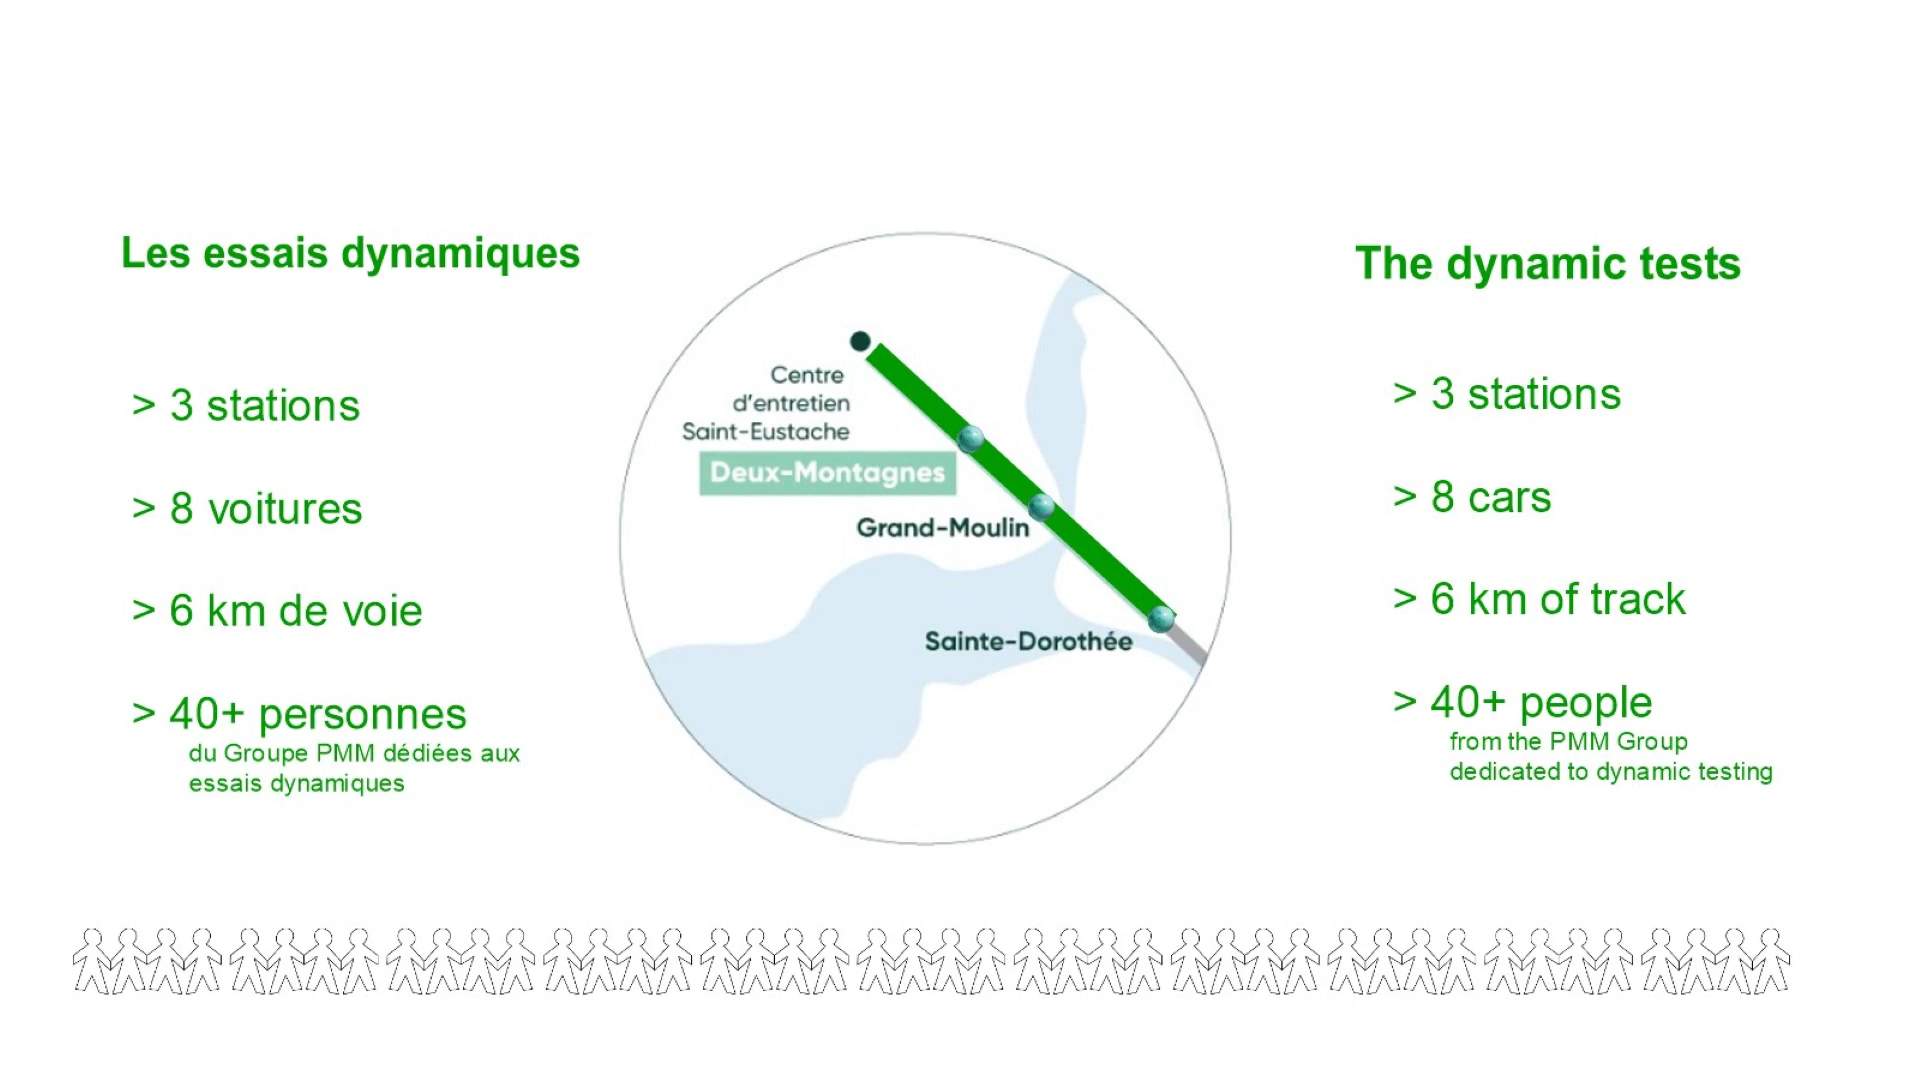 Les essais dynamiques
> 3 stations
> 8 voitures
> 6 km de voie
> 40+ personnes
du Groupe PMM dédiées aux
essais dynamiques
Centre
d'entretien
Saint-Eustache
Deux-Montagnes
Grand-Moulin
Sainte-Dorothée
The dynamic tests
> 3 stations
> 8 cars
> 6 km of track
> 40+ people
from the PMM Group
dedicated to dynamic testing